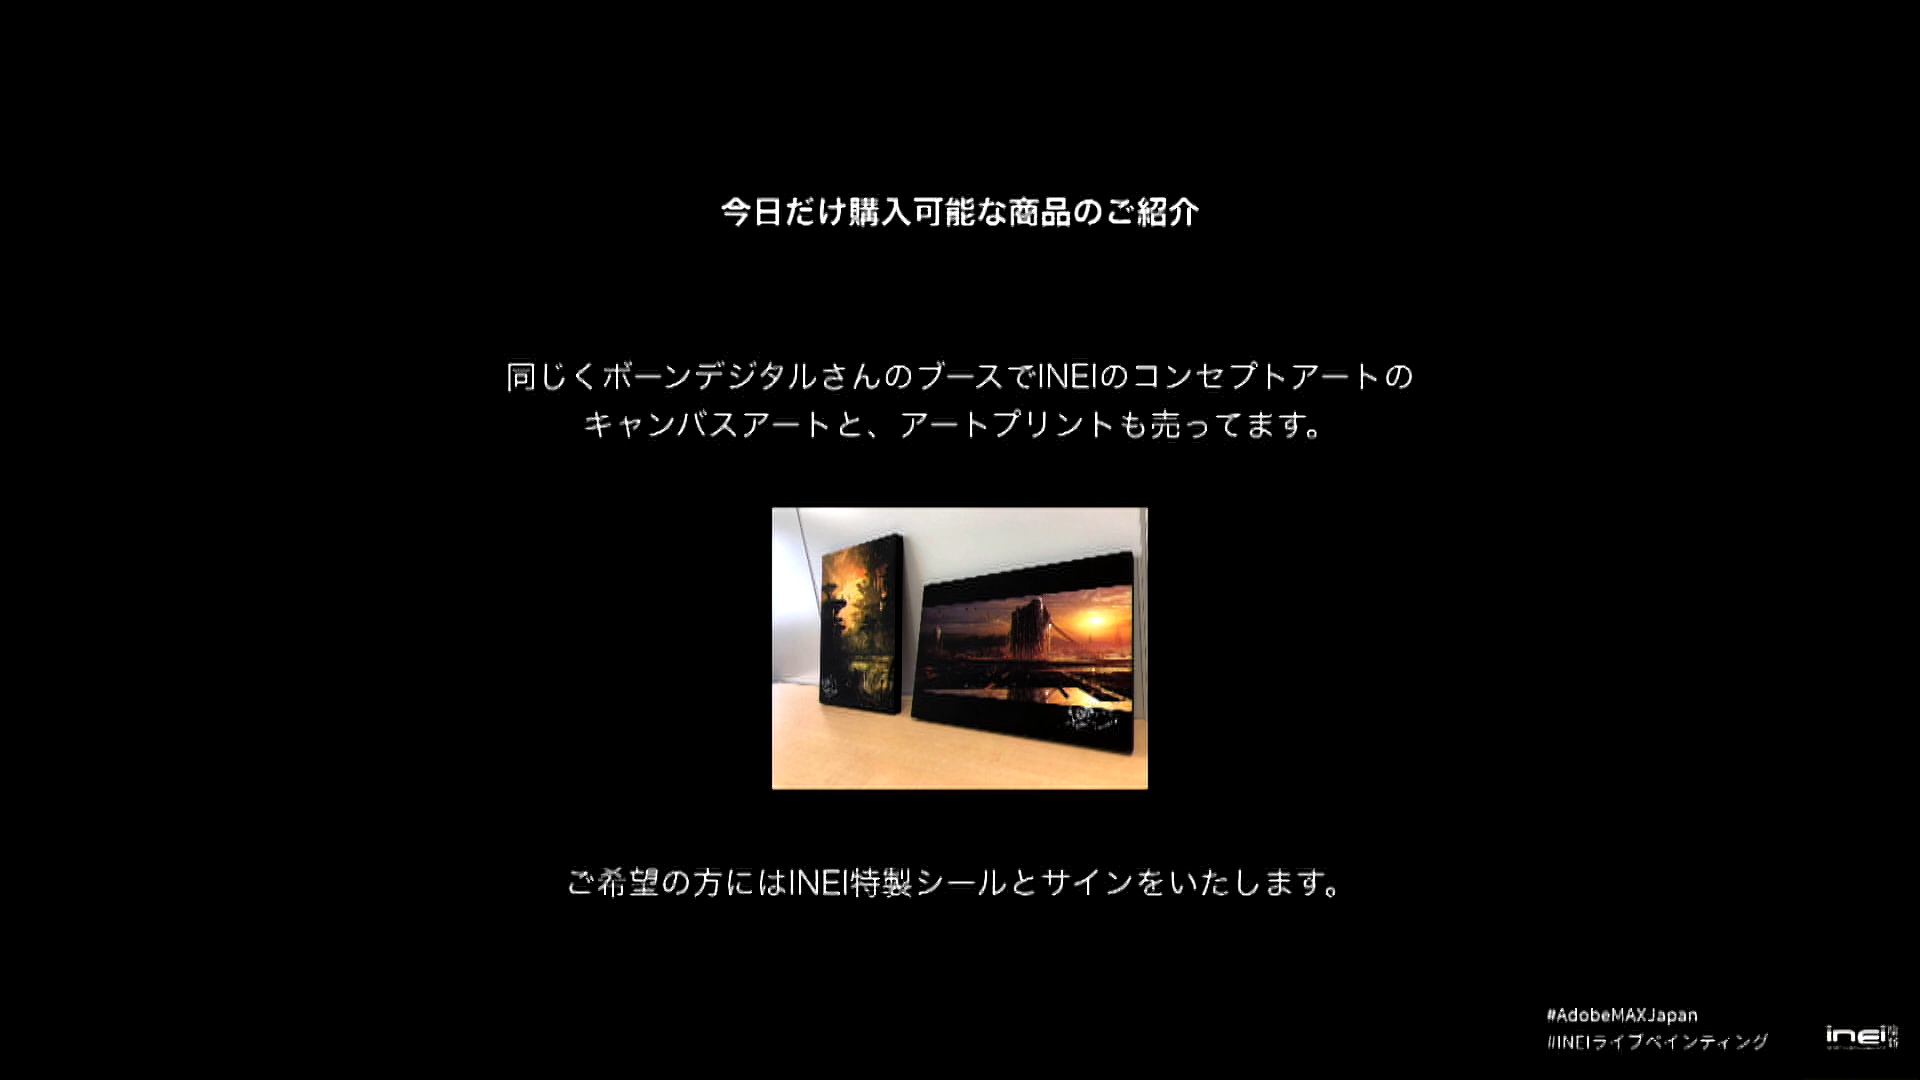 今日だけ購入可能な商品のご紹介
同じくボーンデジタルさんのブースでINEIのコンセプトアートの
キャンバスアートと、アートプリントも売ってます。
ご希望の方にはINEI特製シールとサインをいたします。
#AdobeMAXJapan
#INEIライブペインティング
inei